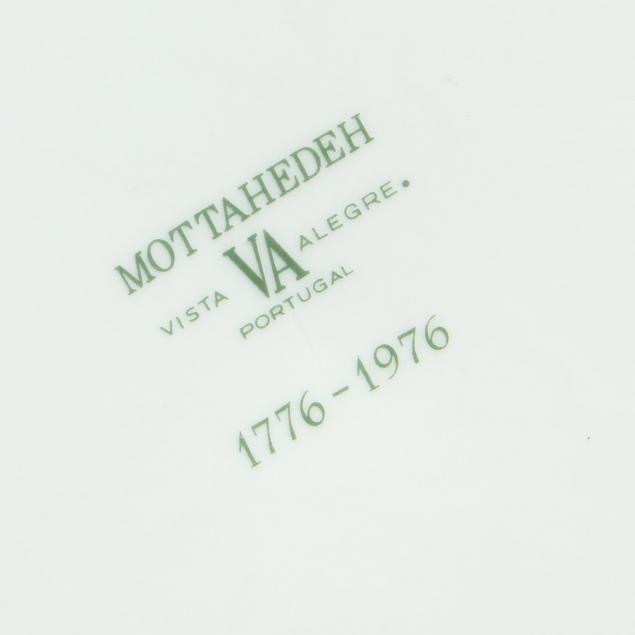 MOTTAHEDEH
VISTA VA ALEGRE.
PORTUGAL
1776-1976